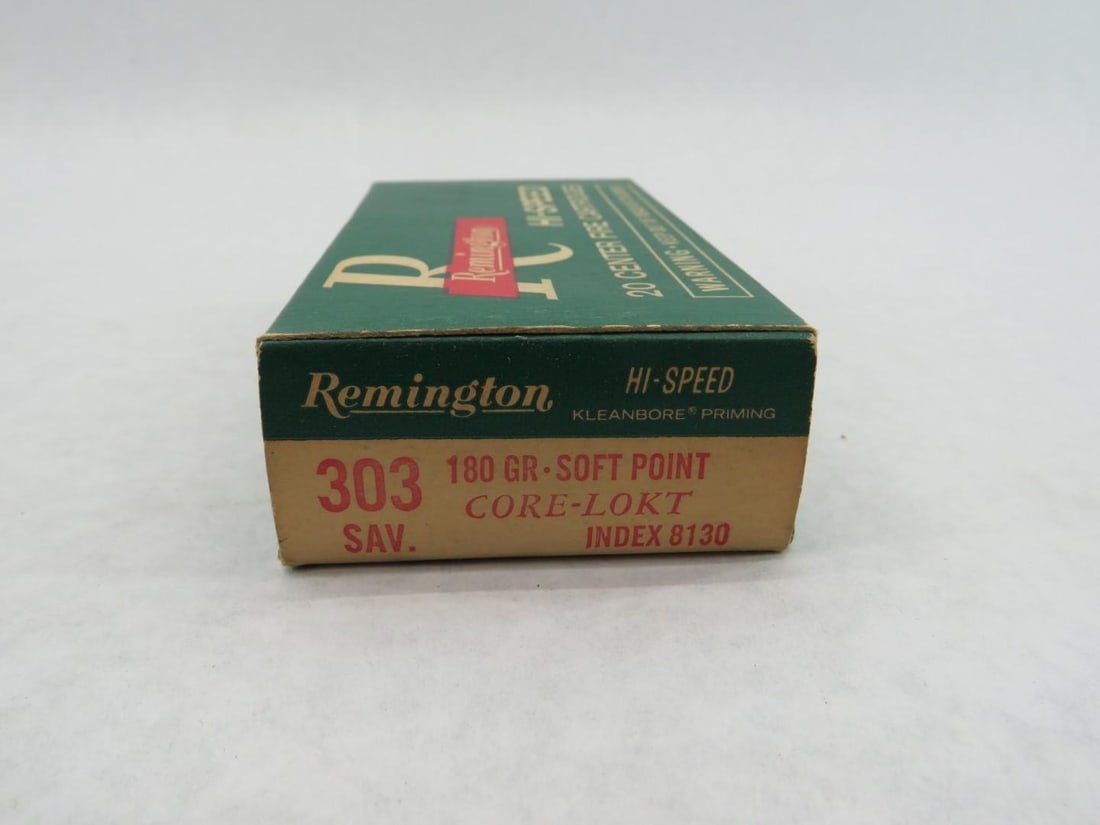 R
Remington
HI-SPEED
20 CENTER FIRE CARTRIDGES
WARNING
Remington
HI-SPEED
KLEANBORE® PRIMING
303
SAV.
180 GR • SOFT POINT
CORE-LOKT
INDEX 8130